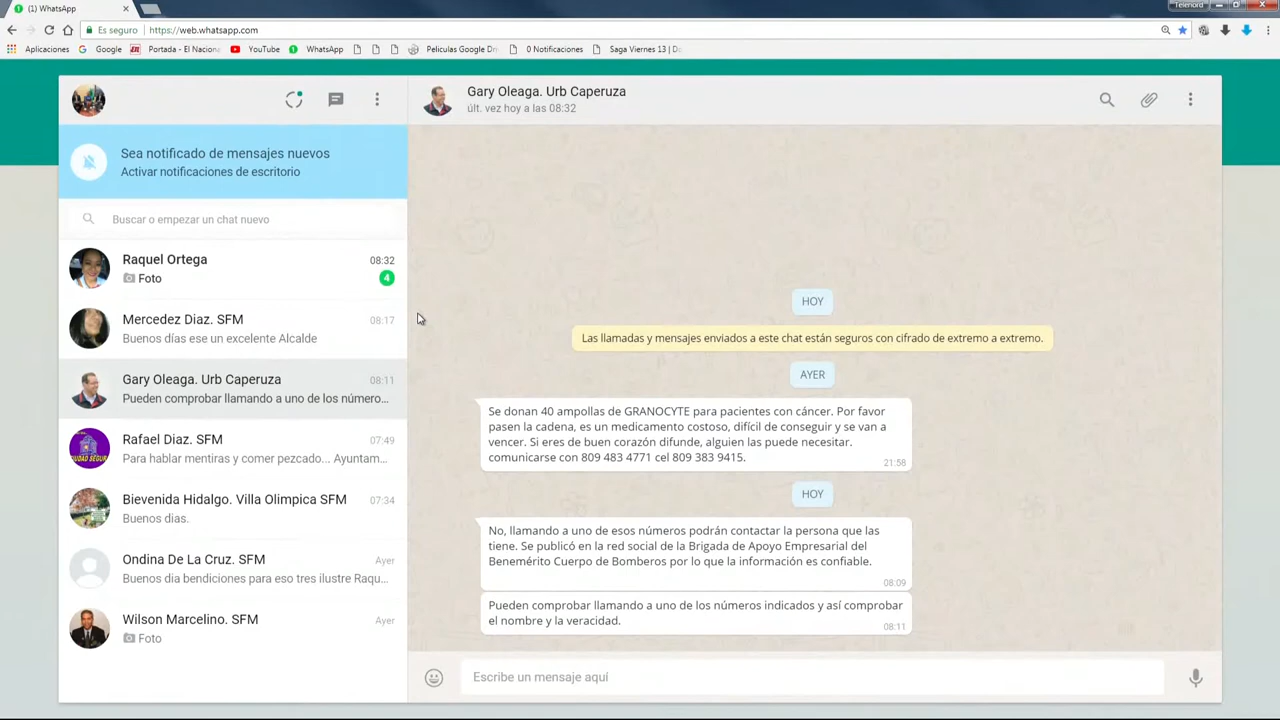 (1) WhatsApp
Telenord
Es seguro
https://web.whatsapp.com
Aplicaciones
Google
Portada - El Naciona
YouTube
WhatsApp
Peliculas Google Dri
0 Notificaciones
Saga Viernes 13 | Do
Sea notificado de mensajes nuevos
Activar notificaciones de escritorio
Buscar o empezar un chat nuevo
Raquel Ortega
08:32
Foto
4
Mercedez Diaz. SFM
08:17
Buenos días ese un excelente Alcalde
Gary Oleaga. Urb Caperuza
08:11
Pueden comprobar llamando a uno de los número...
Rafael Diaz. SFM
07:49
Para hablar mentiras y comer pezcado... Ayuntam...
CIUDAD SEGURA
Bievenida Hidalgo. Villa Olimpica SFM
07:34
Buenos dias.
Ondina De La Cruz. SFM
Ayer
Buenos dia bendiciones para eso tres ilustre Raqu...
Wilson Marcelino. SFM
Ayer
Foto
Gary Oleaga. Urb Caperuza
últ. vez hoy a las 08:32
HOY
Las llamadas y mensajes enviados a este chat están seguros con cifrado de extremo a extremo.
AYER
Se donan 40 ampollas de GRANOCYTE para pacientes con cáncer. Por favor
pasen la cadena, es un medicamento costoso, difícil de conseguir y se van a
vencer. Si eres de buen corazón difunde, alguien las puede necesitar.
comunicarse con 809 483 4771 cel 809 383 9415.
21:58
HOY
No, llamando a uno de esos números podrán contactar la persona que las
tiene. Se publicó en la red social de la Brigada de Apoyo Empresarial del
Benemérito Cuerpo de Bomberos por lo que la información es confiable.
08:09
Pueden comprobar llamando a uno de los números indicados y así comprobar
el nombre y la veracidad.
08:11
Escribe un mensaje aquí